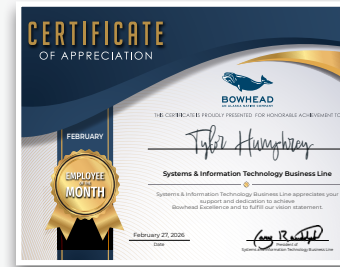 CERTIFICATE
OF APPRECIATION
BOWHEAD
AN ALASKA NATIVE COMPANY
THIS CERTIFICATE IS PROUDLY PRESENTED FOR HONORABLE ACHIEVEMENT TO
FEBRUARY
Tyler Humphrey
Systems & Information Technology Business Line
EMPLOYEE
OF THE
MONTH
Systems & Information Technology Business Line appreciates your
support and dedication to achieve
Bowhead Excellence and to fulfill our vision statement.
February 27, 2026
Date
President of
Systems & Information Technology Business Line